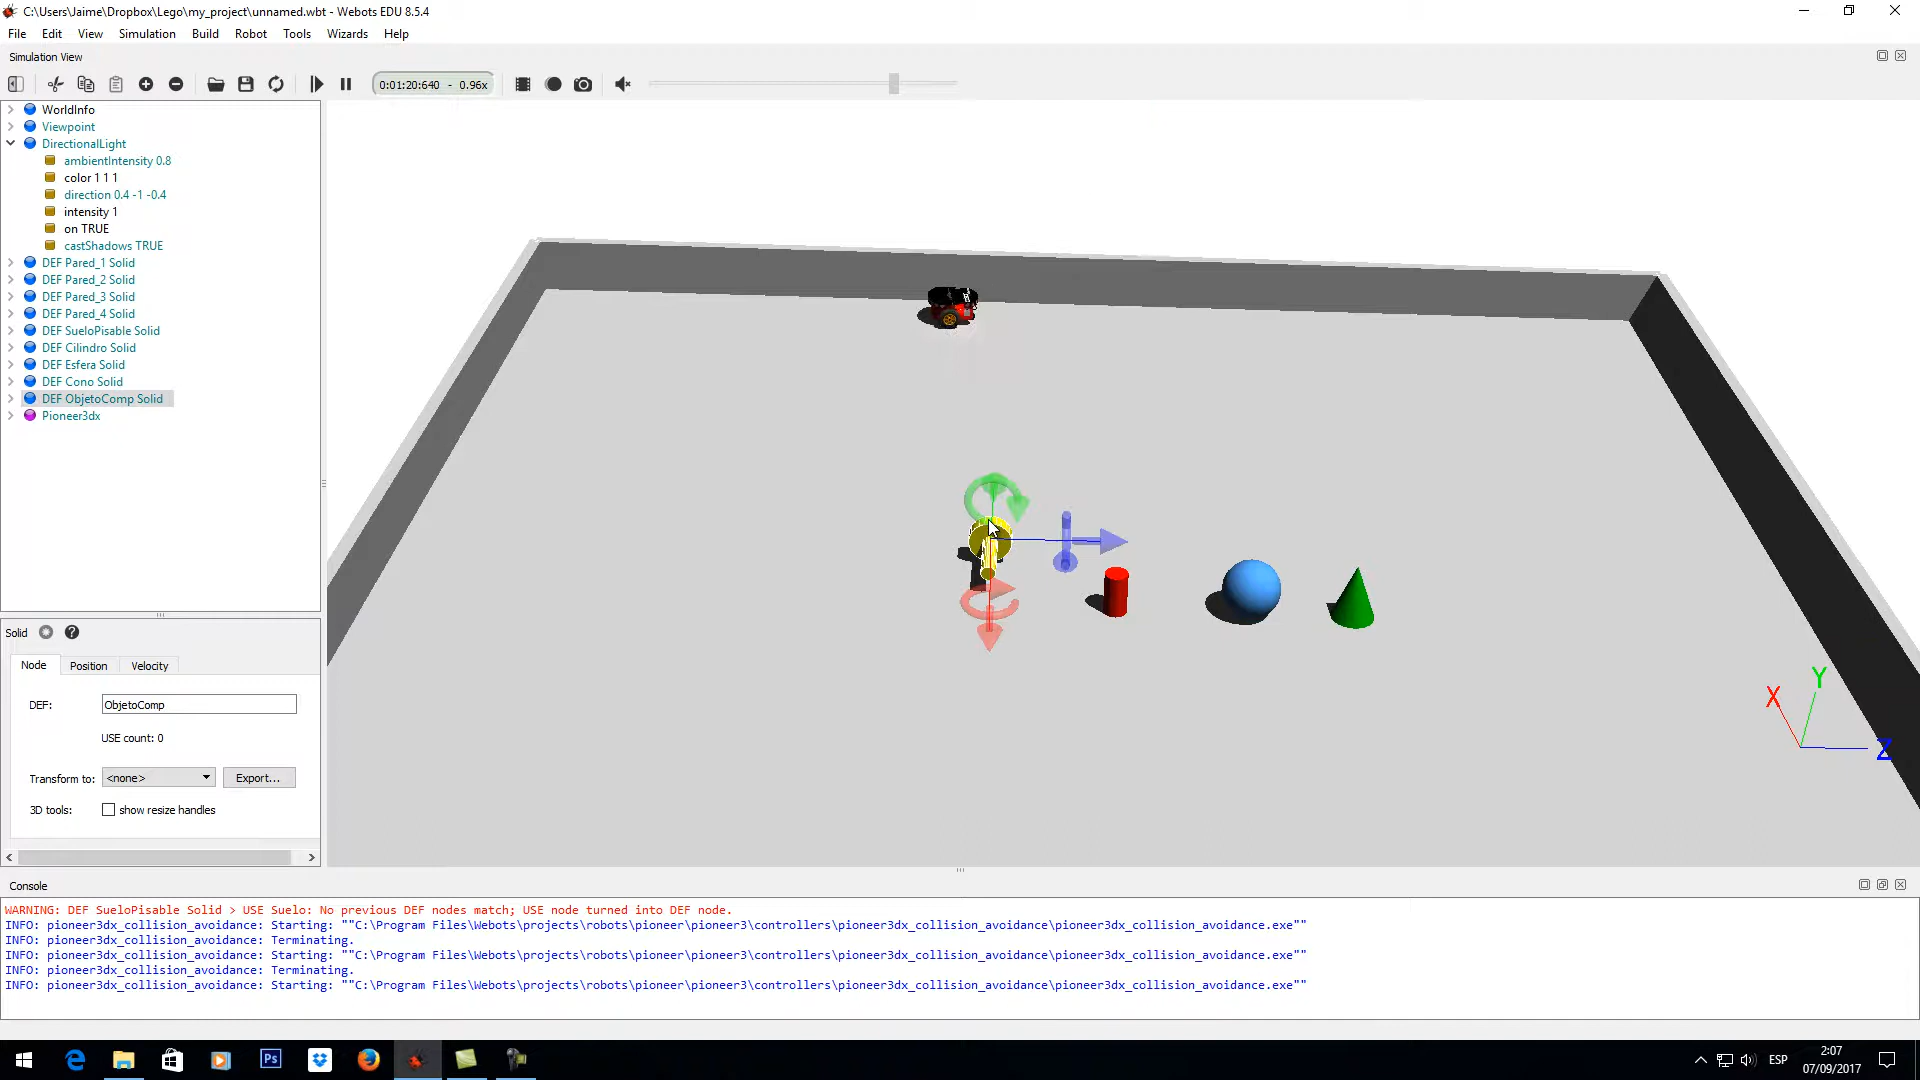 C:\Users\Jaime\Dropbox\Lego\my_project\unnamed.wbt - Webots EDU 8.5.4
File Edit View Simulation Build Robot Tools Wizards Help
Simulation View
0:01:20:640 - 0.96x
WorldInfo
Viewpoint
DirectionalLight
ambientIntensity 0.8
color 1 1 1
direction 0.4 -1 -0.4
intensity 1
on TRUE
castShadows TRUE
DEF Pared_1 Solid
DEF Pared_2 Solid
DEF Pared_3 Solid
DEF Pared_4 Solid
DEF SueloPisable Solid
DEF Cilindro Solid
DEF Esfera Solid
DEF Cono Solid
DEF ObjetoComp Solid
Pioneer3dx
X Y Z
Solid
Node Position Velocity
DEF: ObjetoComp
USE count: 0
Transform to: <none> Export...
3D tools: show resize handles
Console
WARNING: DEF SueloPisable Solid > USE Suelo: No previous DEF nodes match; USE node turned into DEF node.
INFO: pioneer3dx_collision_avoidance: Starting: ""C:\Program Files\Webots\projects\robots\pioneer\pioneer3\controllers\pioneer3dx_collision_avoidance\pioneer3dx_collision_avoidance.exe""
INFO: pioneer3dx_collision_avoidance: Terminating.
INFO: pioneer3dx_collision_avoidance: Starting: ""C:\Program Files\Webots\projects\robots\pioneer\pioneer3\controllers\pioneer3dx_collision_avoidance\pioneer3dx_collision_avoidance.exe""
INFO: pioneer3dx_collision_avoidance: Terminating.
INFO: pioneer3dx_collision_avoidance: Starting: ""C:\Program Files\Webots\projects\robots\pioneer\pioneer3\controllers\pioneer3dx_collision_avoidance\pioneer3dx_collision_avoidance.exe""
Ps
ESP
2:07
07/09/2017